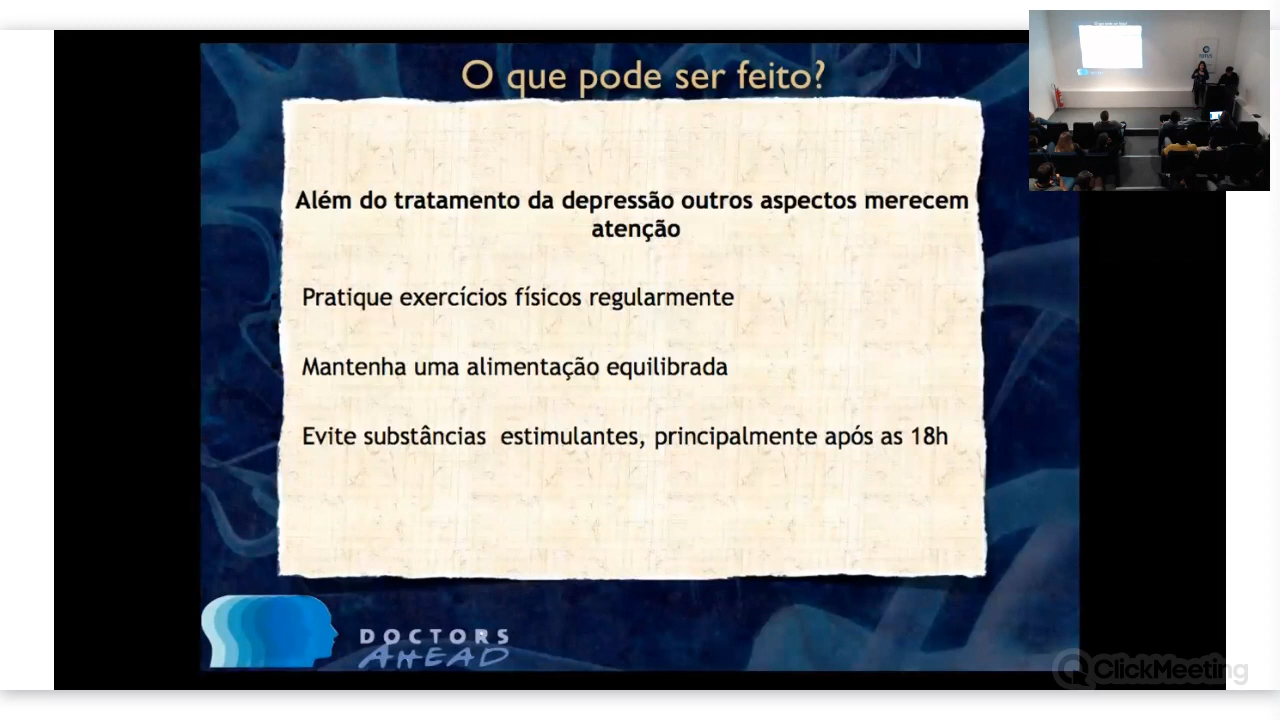 O que pode ser feito?
Além do tratamento da depressão outros aspectos merecem
atenção
Pratique exercícios físicos regularmente
Mantenha uma alimentação equilibrada
Evite substâncias estimulantes, principalmente após as 18h
DOCTORS
AHEAD
ClickMeeting